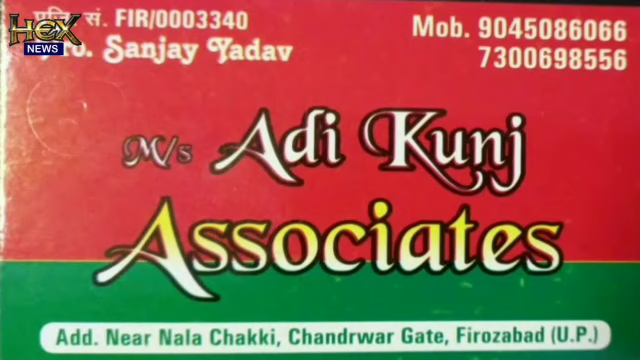 HEX
NEWS
सं. FIR/0003340
Pro. Sanjay Yadav
Mob. 9045086066
7300698556
M/s Adi Kunj
Associates
Add. Near Nala Chakki, Chandrwar Gate, Firozabad (U.P.)